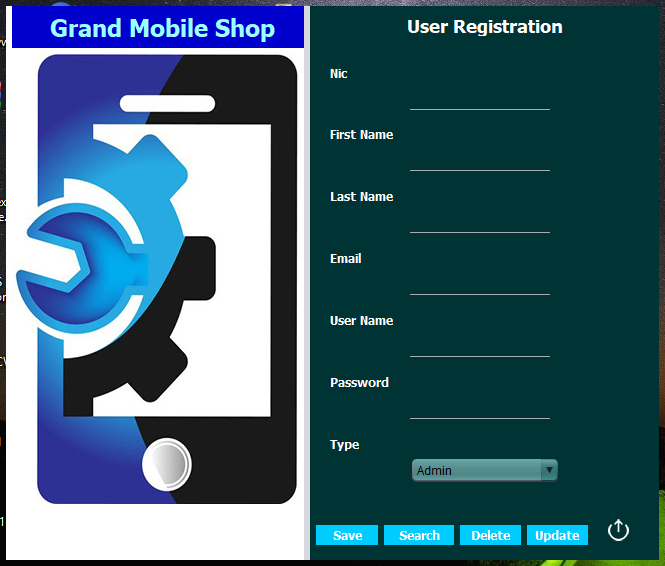 Grand Mobile Shop
User Registration
Nic
First Name
Last Name
Email
User Name
Password
Type
Admin
Save Search Delete Update